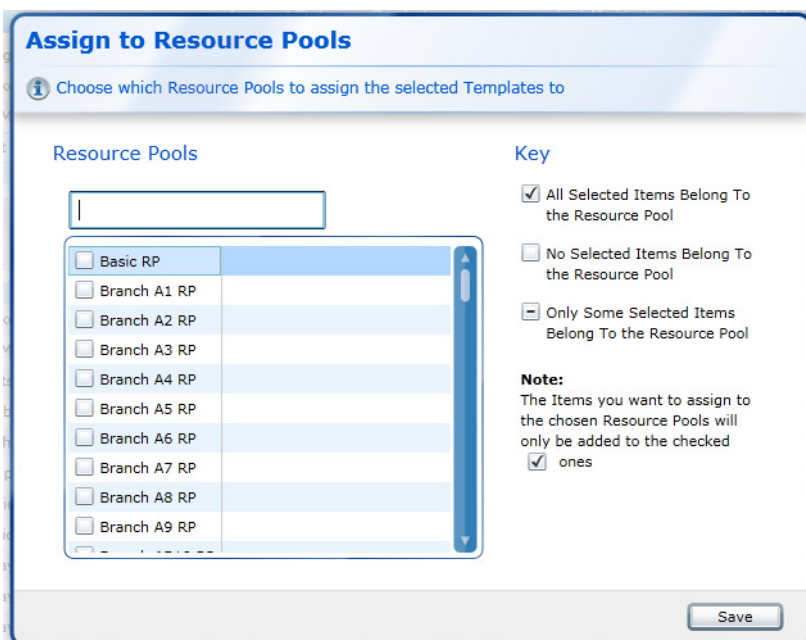 Assign to Resource Pools
Choose which Resource Pools to assign the selected Templates to
Resource Pools
Basic RP
Branch A1 RP
Branch A2 RP
Branch A3 RP
Branch A4 RP
Branch A5 RP
Branch A6 RP
Branch A7 RP
Branch A8 RP
Branch A9 RP
Key
All Selected Items Belong To
the Resource Pool
No Selected Items Belong To
the Resource Pool
Only Some Selected Items
Belong To the Resource Pool
Note:
The Items you want to assign to
the chosen Resource Pools will
only be added to the checked
ones
Save